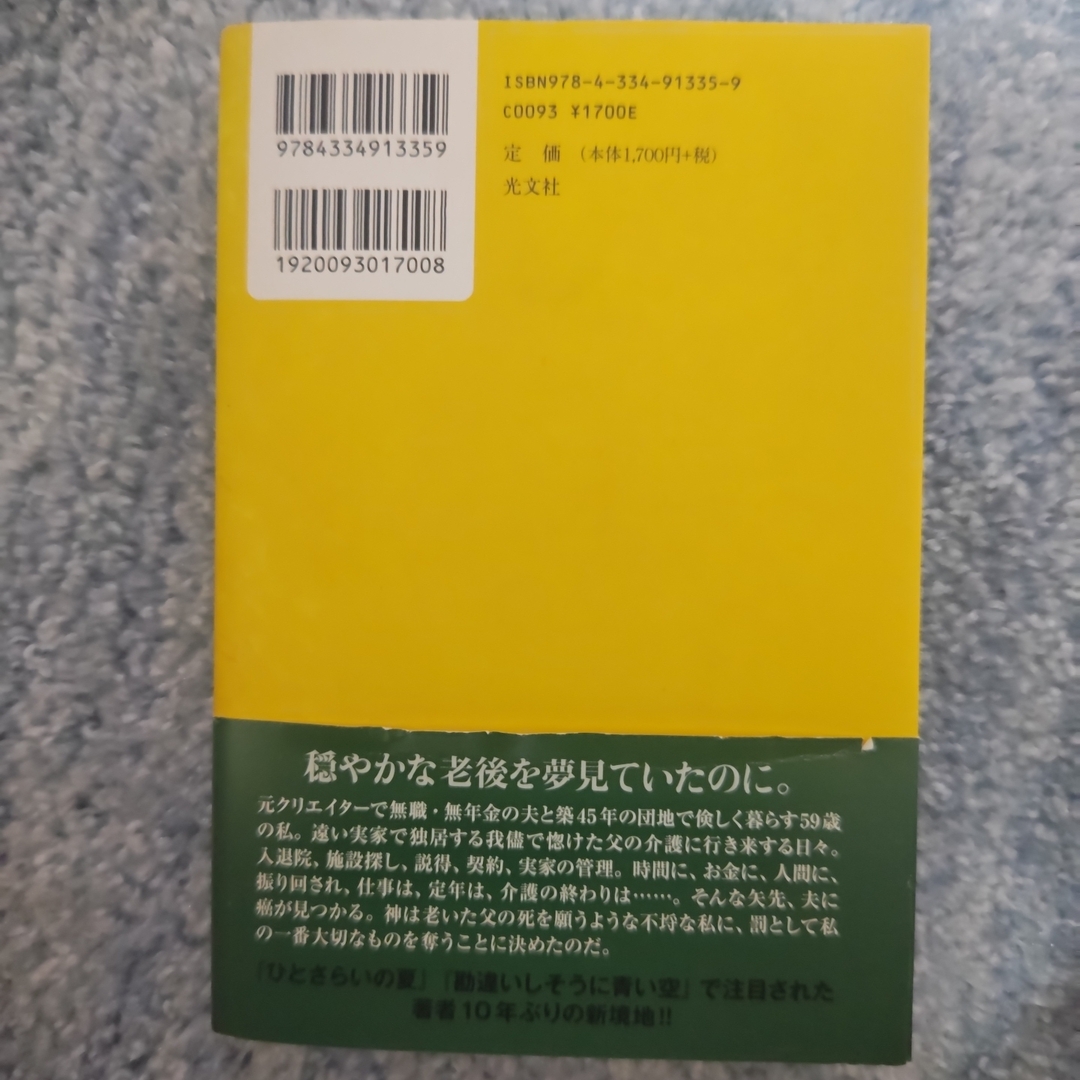 9784334913359
1920093017008
ISBN978-4-334-91335-9
C0093 ¥1700E
定 価 (本体1,700円+税)
光文社
穏やかな老後を夢見ていたのに。
元クリエイターで無職・無年金の夫と築45年の団地で倹しく暮らす59歳
の私。遠い実家で独居する我儘で惚けた父の介護に行き来する日々。
入退院、施設探し、説得、契約、実家の管理。時間に、お金に、人間に、
振り回され、仕事は、定年は、介護の終わりは……。そんな矢先、夫に
癌が見つかる。神は老いた父の死を願うような不埒な私に、罰として私
の一番大切なものを奪うことに決めたのだ。
『ひとさらいの夏』『勘違いしそうに青い空』で注目された
著者10年ぶりの新境地!!